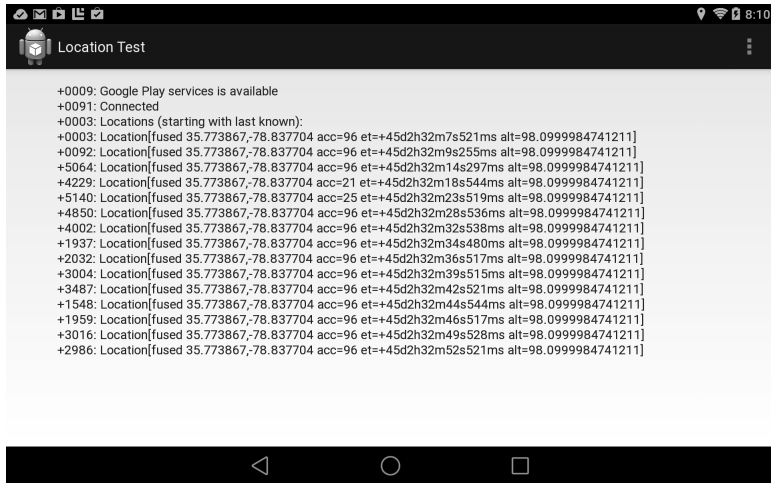 8:10
Location Test
+0009: Google Play services is available
+0091: Connected
+0003: Locations (starting with last known):
+0003: Location[fused 35.773867,-78.837704 acc=96 et=+45d2h32m7s521ms alt=98.0999984741211]
+0092: Location[fused 35.773867,-78.837704 acc=96 et=+45d2h32m9s255ms alt=98.0999984741211]
+5064: Location[fused 35.773867,-78.837704 acc=96 et=+45d2h32m14s297ms alt=98.0999984741211]
+4229: Location[fused 35.773867,-78.837704 acc=21 et=+45d2h32m18s544ms alt=98.0999984741211]
+5140: Location[fused 35.773867,-78.837704 acc=25 et=+45d2h32m23s519ms alt=98.0999984741211]
+4850: Location[fused 35.773867,-78.837704 acc=96 et=+45d2h32m28s536ms alt=98.0999984741211]
+4002: Location[fused 35.773867,-78.837704 acc=96 et=+45d2h32m32s538ms alt=98.0999984741211]
+1937: Location[fused 35.773867,-78.837704 acc=96 et=+45d2h32m34s480ms alt=98.0999984741211]
+2032: Location[fused 35.773867,-78.837704 acc=96 et=+45d2h32m36s517ms alt=98.0999984741211]
+3004: Location[fused 35.773867,-78.837704 acc=96 et=+45d2h32m39s515ms alt=98.0999984741211]
+3487: Location[fused 35.773867,-78.837704 acc=96 et=+45d2h32m42s521ms alt=98.0999984741211]
+1548: Location[fused 35.773867,-78.837704 acc=96 et=+45d2h32m44s544ms alt=98.0999984741211]
+1959: Location[fused 35.773867,-78.837704 acc=96 et=+45d2h32m46s517ms alt=98.0999984741211]
+3016: Location[fused 35.773867,-78.837704 acc=96 et=+45d2h32m49s528ms alt=98.0999984741211]
+2986: Location[fused 35.773867,-78.837704 acc=96 et=+45d2h32m52s521ms alt=98.0999984741211]